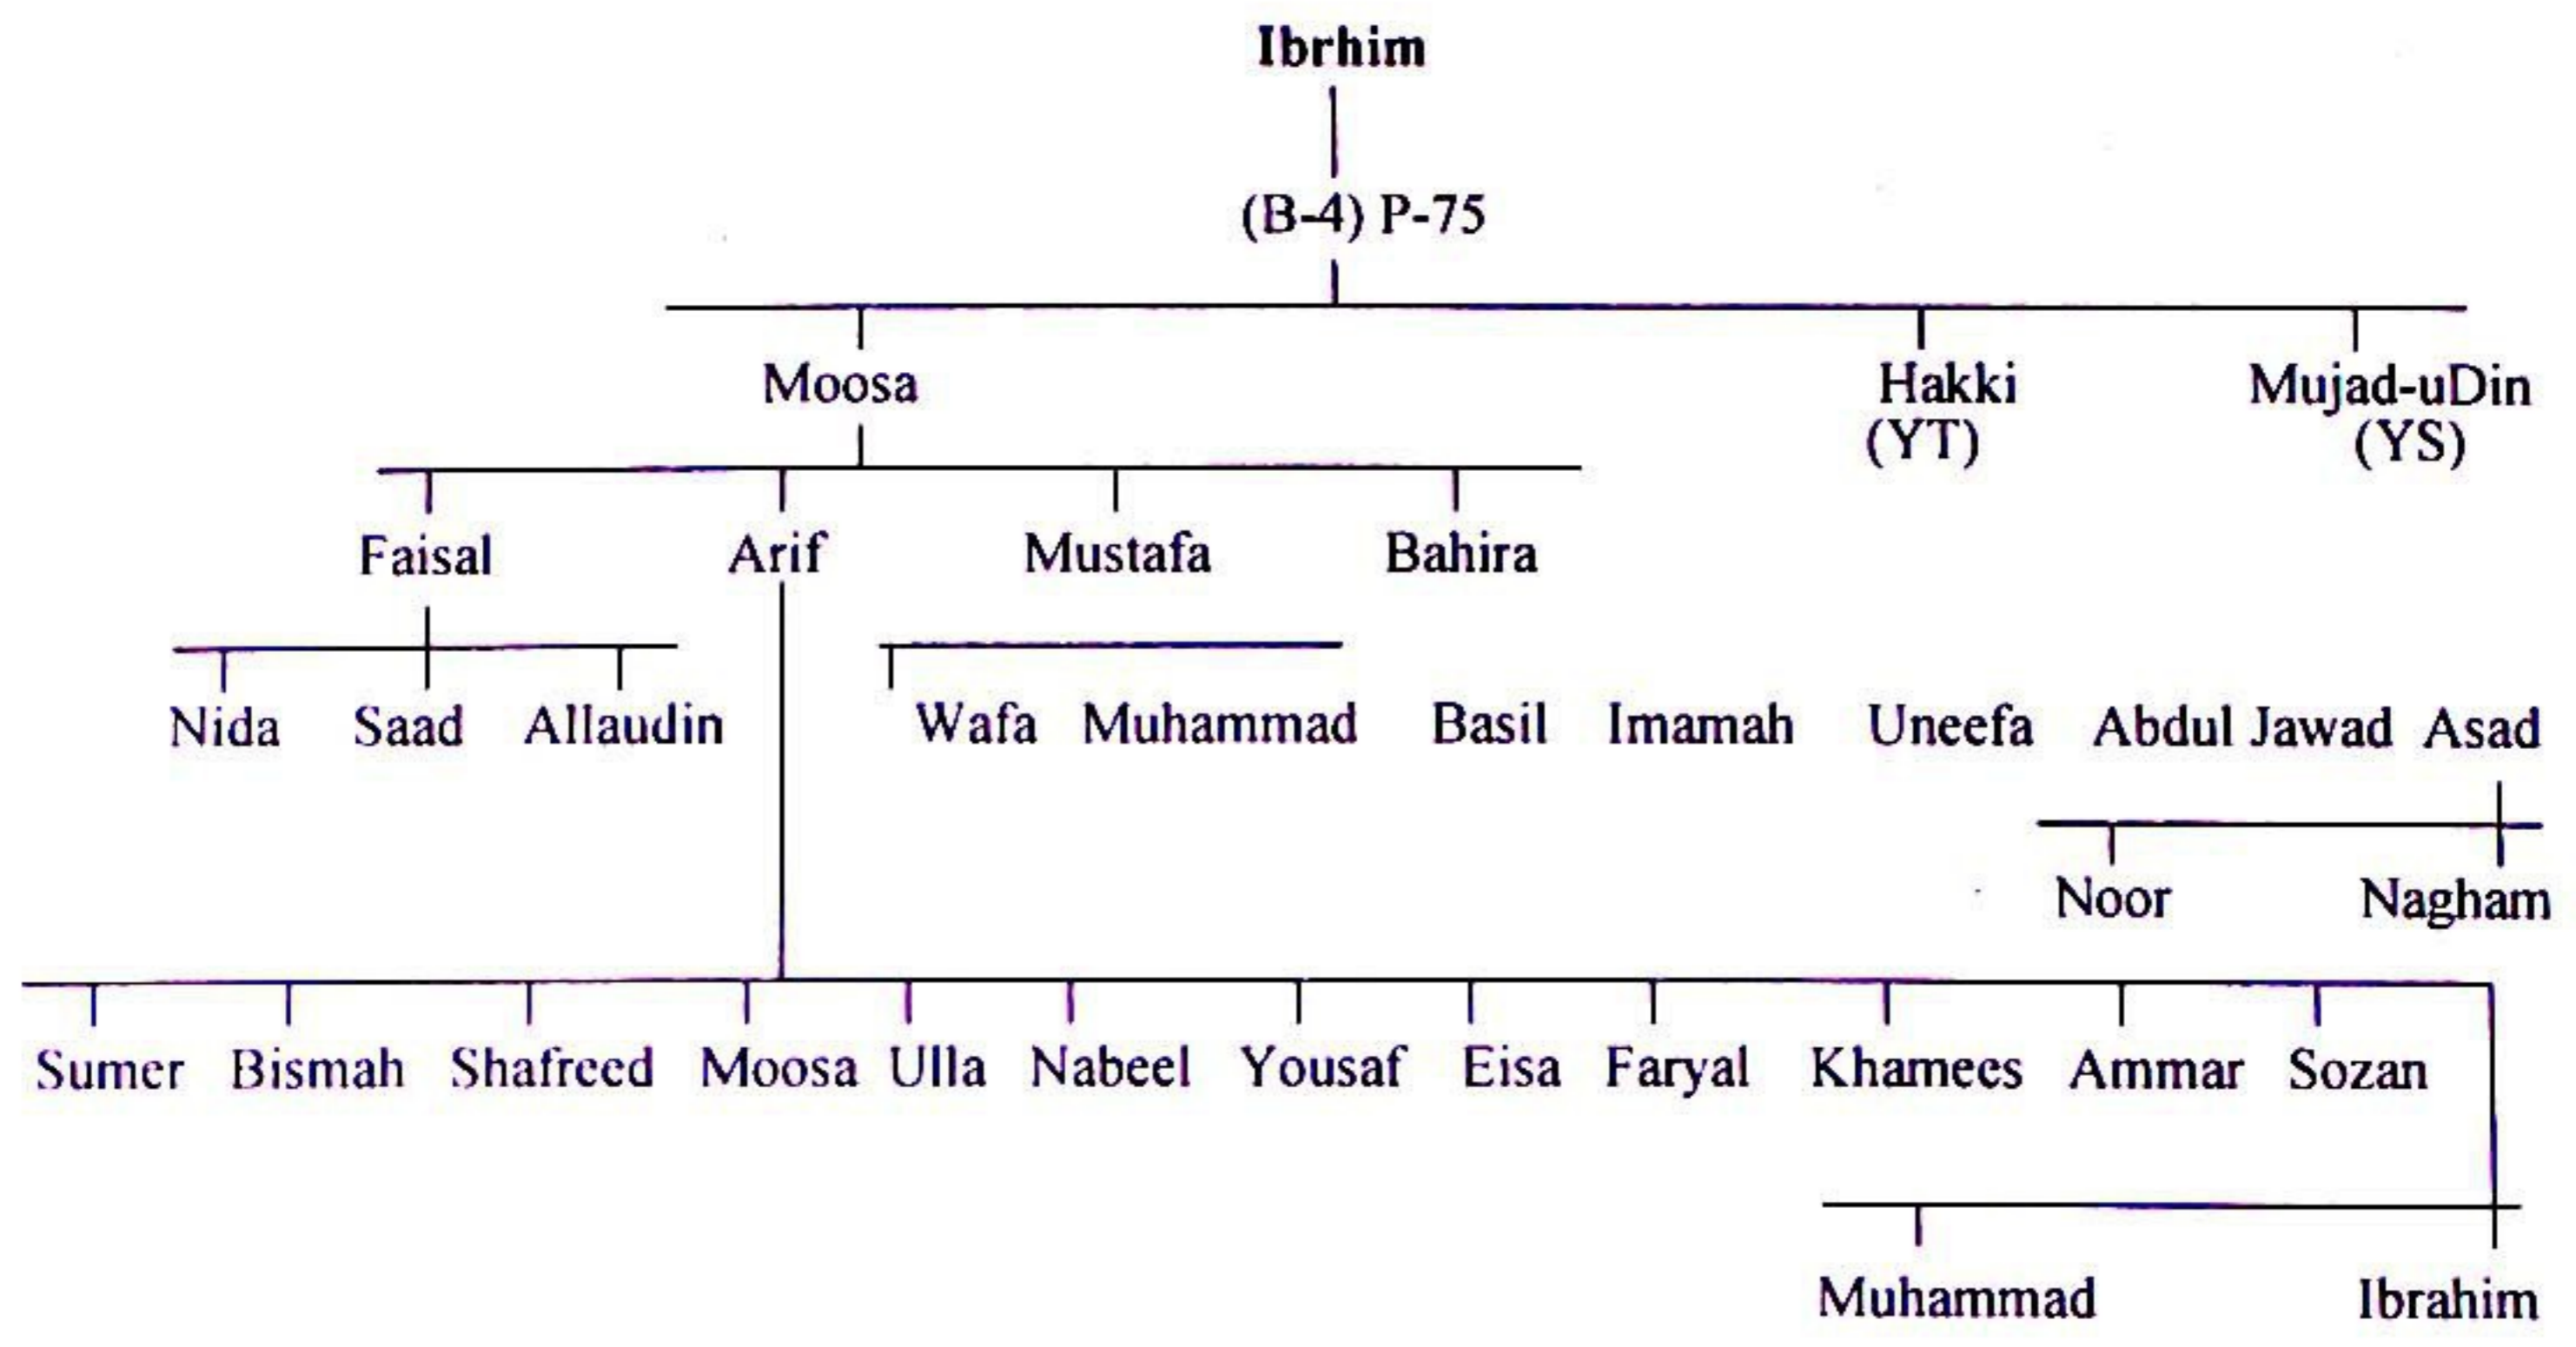 Ibrhim
(B-4) P-75
Moosa Hakki Mujad-uDin
(YT) (YS)
Faisal Arif Mustafa Bahira
Nida Saad Allaudin Wafa Muhammad Basil Imamah Uneefa Abdul Jawad Asad
Noor Nagham
Sumer Bismah Shafreed Moosa Ulla Nabeel Yousaf Eisa Faryal Khamees Ammar Sozan
Muhammad Ibrahim